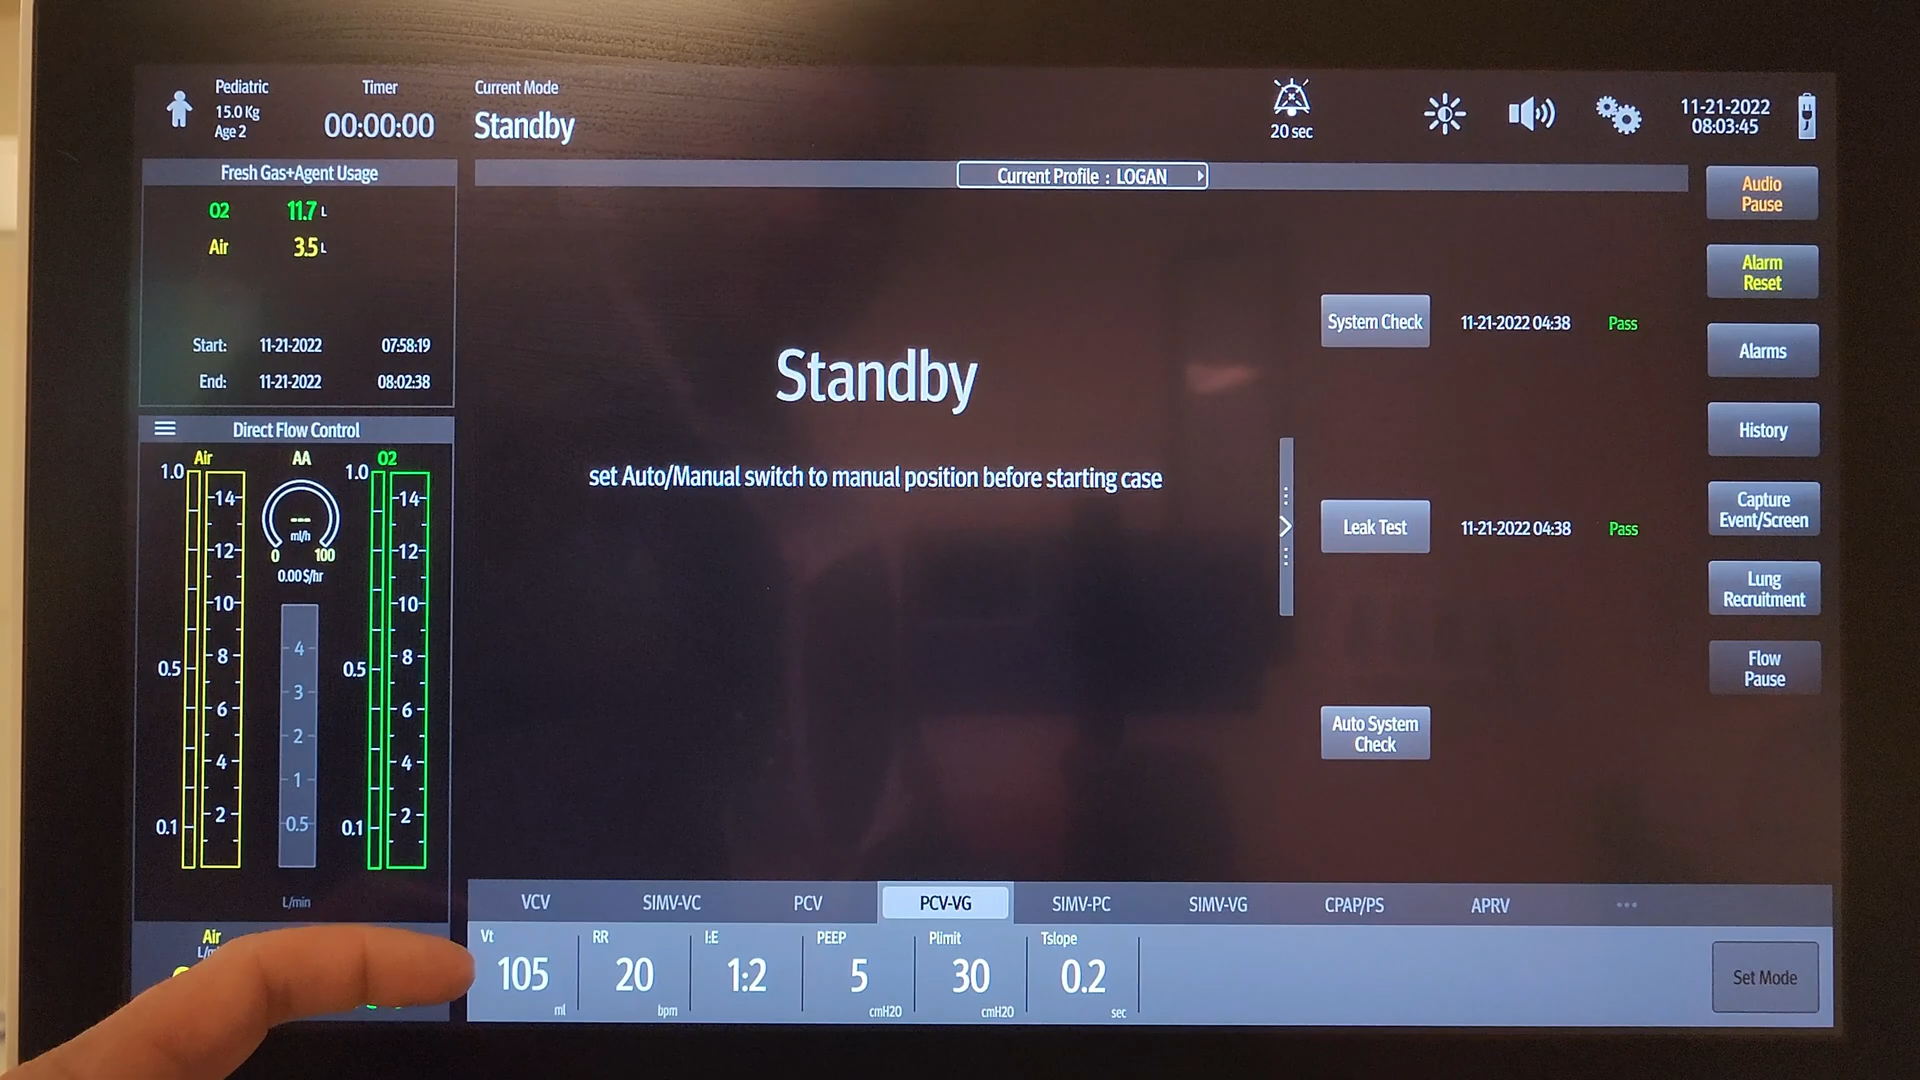 Pediatric
15.0 Kg
Age 2
Timer
00:00:00
Current Mode
Standby
20 sec
11-21-2022
08:03:45
Fresh Gas+Agent Usage
O2 11.7 L
Air 3.5 L
Start: 11-21-2022 07:58:19
End: 11-21-2022 08:02:38
Current Profile : LOGAN
Standby
set Auto/Manual switch to manual position before starting case
System Check 11-21-2022 04:38 Pass
Leak Test 11-21-2022 04:38 Pass
Auto System
Check
Audio
Pause
Alarm
Reset
Alarms
History
Capture
Event/Screen
Lung
Recruitment
Flow
Pause
Direct Flow Control
Air AA O2
1.0
0.5
0.1
14
12
10
8
6
4
2
---
ml/h
0 100
0.00 $/hr
4
3
2
1
0.5
1.0
0.5
0.1
14
12
10
8
6
4
2
L/min
Air
VCV SIMV-VC PCV PCV-VG SIMV-PC SIMV-VG CPAP/PS APRV ...
Vt
105
ml
RR
20
bpm
I:E
1:2
PEEP
5
cmH2O
Plimit
30
cmH2O
Tslope
0.2
sec
Set Mode